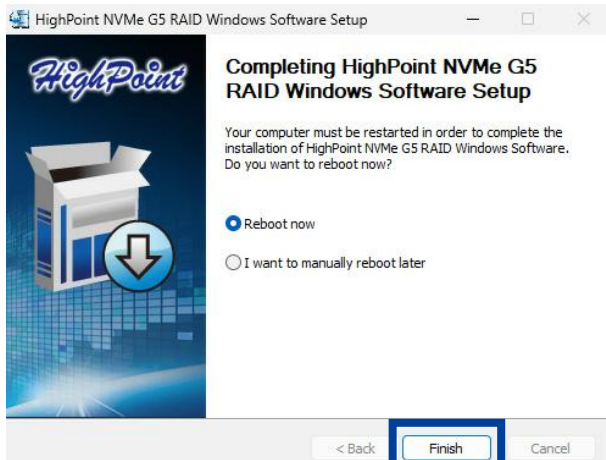 HighPoint NVMe G5 RAID Windows Software Setup
HighPoint
Completing HighPoint NVMe G5
RAID Windows Software Setup
Your computer must be restarted in order to complete the
installation of HighPoint NVMe G5 RAID Windows Software.
Do you want to reboot now?
Reboot now
I want to manually reboot later
< Back
Finish
Cancel